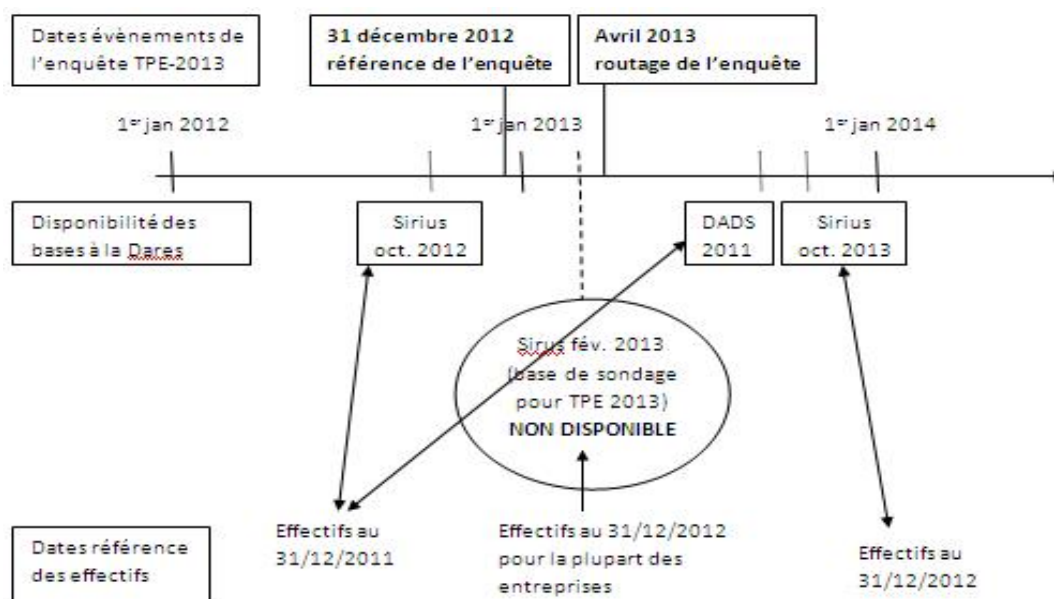 Dates évènements de
l'enquête TPE-2013
31 décembre 2012
référence de l'enquête
Avril 2013
routage de l'enquête
1er jan 2012
1er jan 2013
1er jan 2014
Disponibilité des
bases à la Dares
Sirius
oct. 2012
DADS
2011
Sirius
oct. 2013
Sirus fév. 2013
(base de sondage
pour TPE 2013)
NON DISPONIBLE
Dates référence
des effectifs
Effectifs au
31/12/2011
Effectifs au 31/12/2012
pour la plupart des
entreprises
Effectifs au
31/12/2012